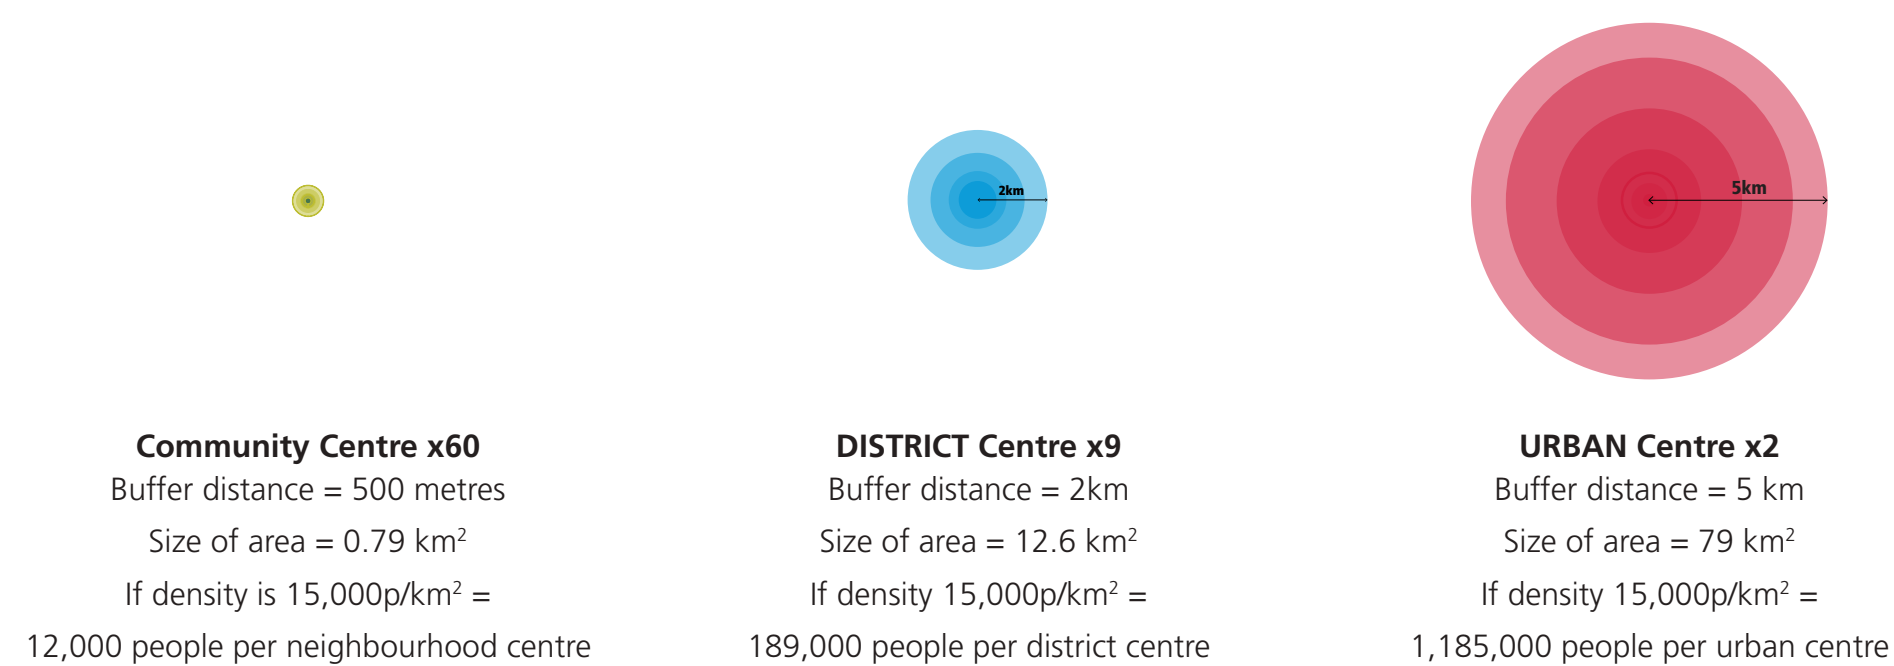 2km
5km
Community Centre x60
Buffer distance = 500 metres
Size of area = 0.79 km²
If density is 15,000p/km² =
12,000 people per neighbourhood centre
DISTRICT Centre x9
Buffer distance = 2km
Size of area = 12.6 km²
If density 15,000p/km² =
189,000 people per district centre
URBAN Centre x2
Buffer distance = 5 km
Size of area = 79 km²
If density 15,000p/km² =
1,185,000 people per urban centre